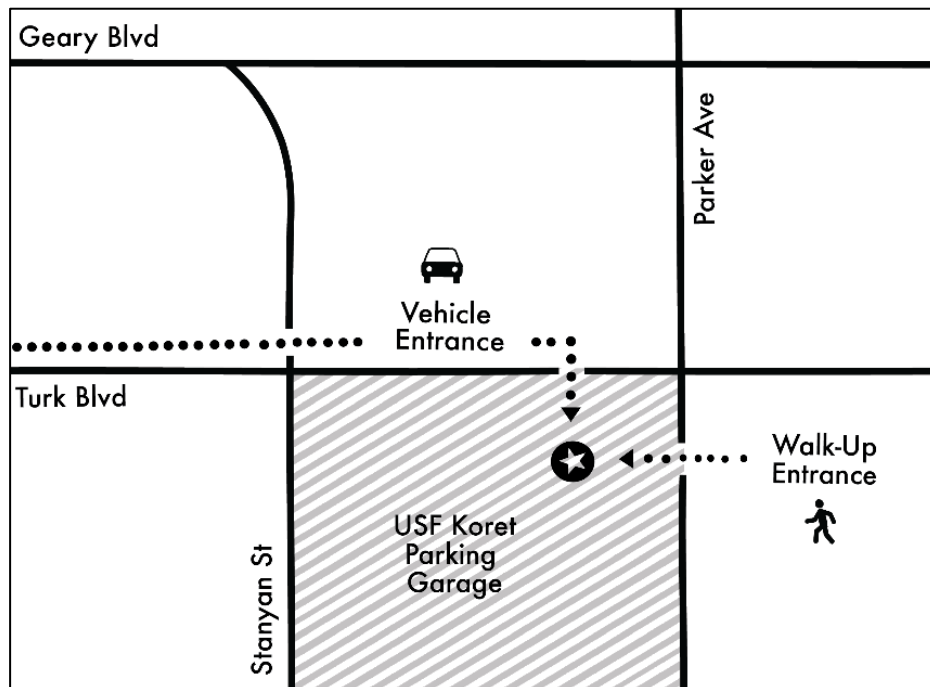 Geary Blvd
Parker Ave
Vehicle
Entrance
Turk Blvd
Walk-Up
Entrance
USF Koret
Parking
Garage
Stanyan St